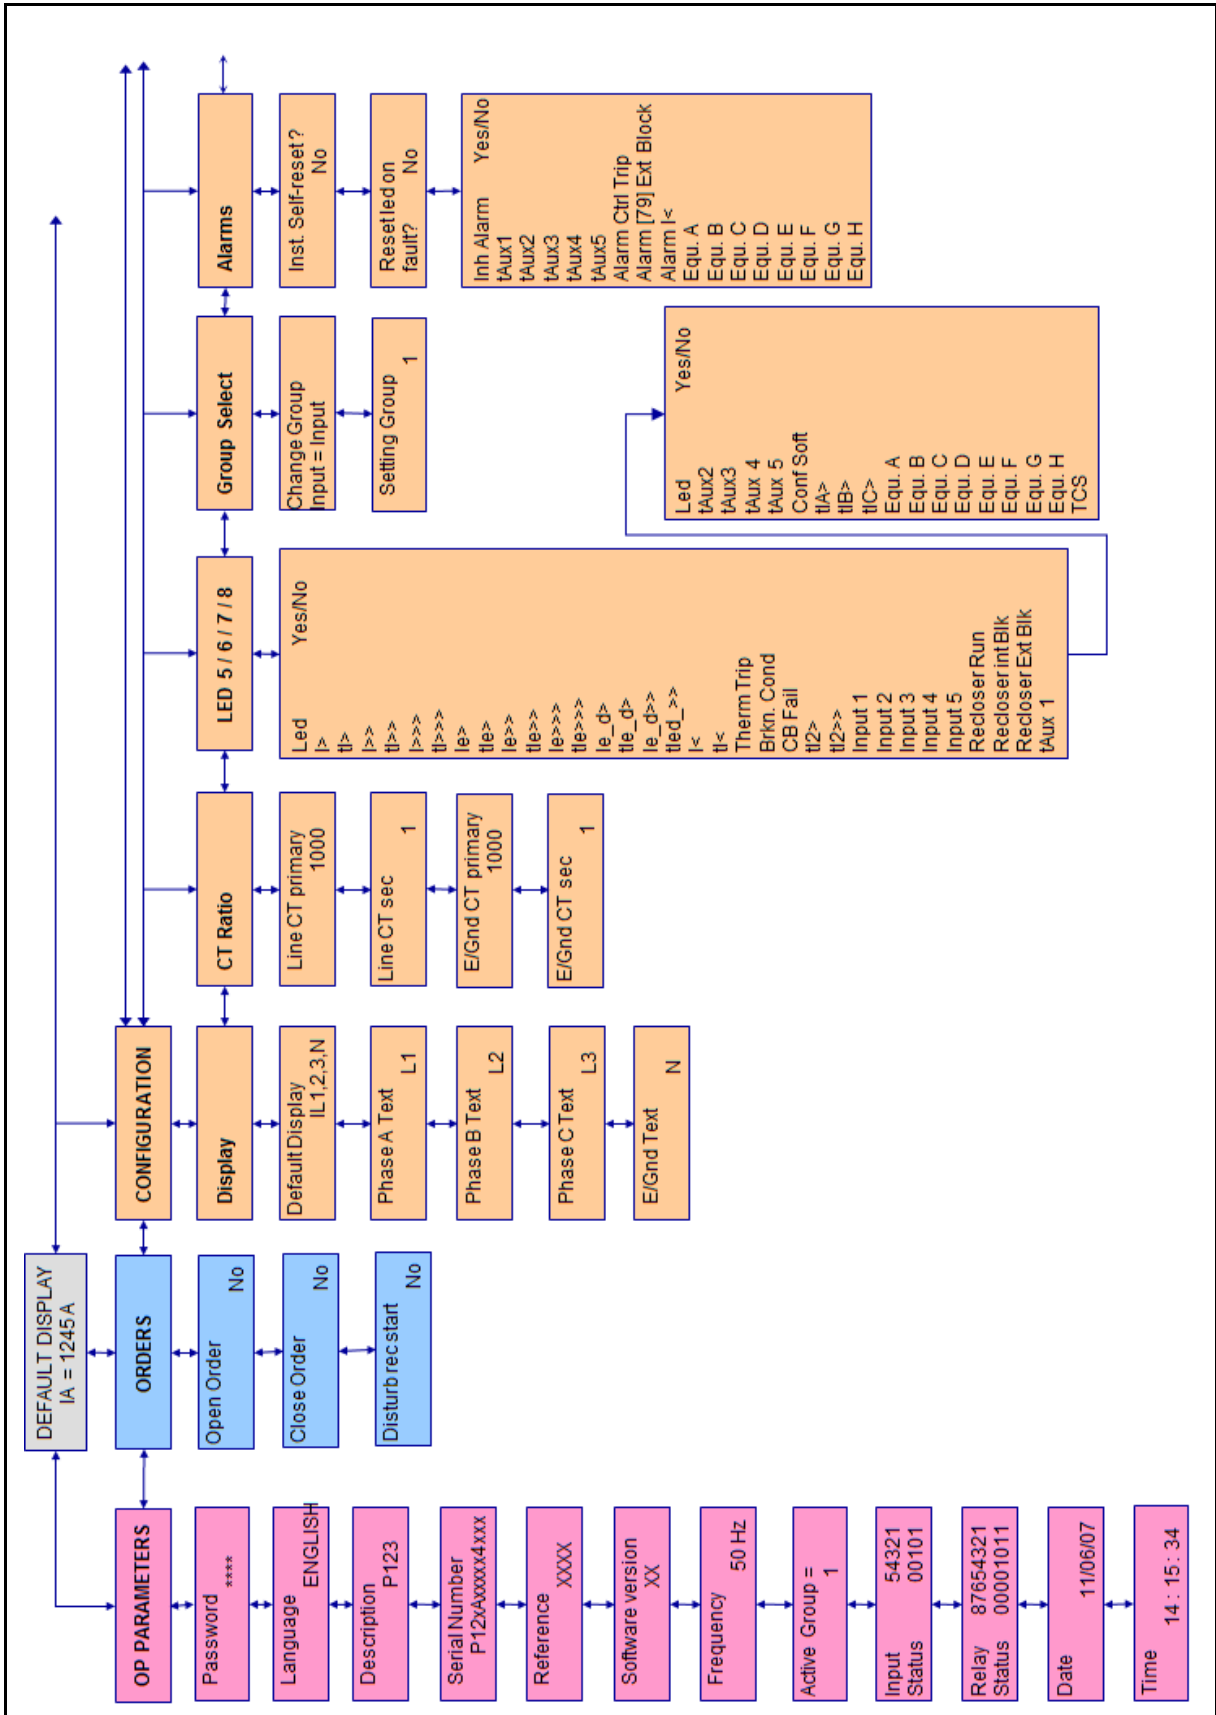 DEFAULT DISPLAY
IA = 1245 A
OP PARAMETERS
Password
****
Language
ENGLISH
Description
P123
Serial Number
P12xAxxxxx4xxx
Reference
XXXX
Software version
XX
Frequency
50 Hz
Active Group =
1
Input 54321
Status 00101
Relay 87654321
Status 00001011
Date
11/06/07
Time
14 : 15 : 34
ORDERS
Open Order
No
Close Order
No
Disturb rec start
No
CONFIGURATION
Display
Default Display
IL1,2,3,N
Phase A Text
L1
Phase B Text
L2
Phase C Text
L3
E/Gnd Text
N
CT Ratio
Line CT primary
1000
Line CT sec
1
E/Gnd CT primary
1000
E/Gnd CT sec
1
LED 5 / 6 / 7 / 8
Led Yes/No
I>
tI>
I>>
tI>>
I>>>
tI>>>
Ie>
tIe>
Ie>>
tIe>>
Ie>>>
tIe>>>
Ie_d>
tIe_d>
Ie_d>>
tIed_>>
I<
tI<
Therm Trip
Brkn. Cond
CB Fail
tI2>
tI2>>
Input 1
Input 2
Input 3
Input 4
Input 5
Recloser Run
Recloser int Blk
Recloser Ext Blk
tAux 1
Led Yes/No
tAux2
tAux3
tAux 4
tAux 5
Conf Soft
tIA>
tIB>
tIC>
Equ. A
Equ. B
Equ. C
Equ. D
Equ. E
Equ. F
Equ. G
Equ. H
TCS
Group Select
Change Group
Input = Input
Setting Group
1
Alarms
Inst. Self-reset ?
No
Reset led on
fault? No
Inh Alarm Yes/No
tAux1
tAux2
tAux3
tAux4
tAux5
Alarm Ctrl Trip
Alarm [79] Ext Block
Alarm I<
Equ. A
Equ. B
Equ. C
Equ. D
Equ. E
Equ. F
Equ. G
Equ. H